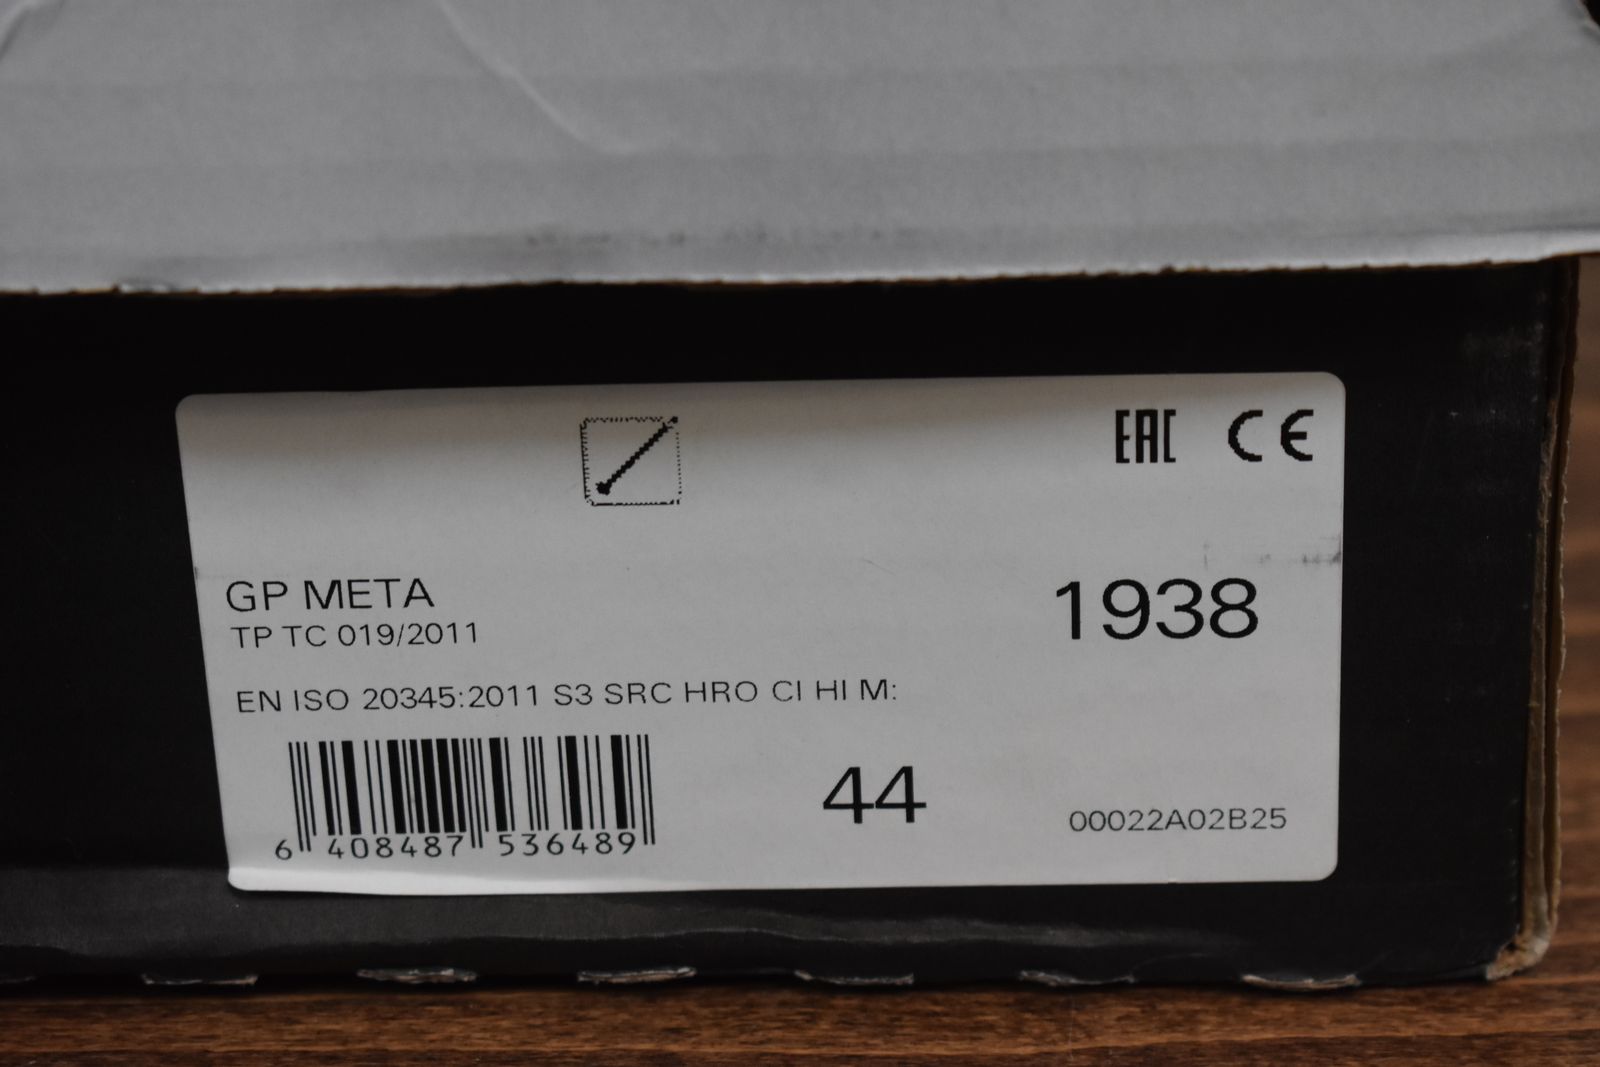 EAC CE
GP META
TP TC 019/2011
1938
EN ISO 20345:2011 S3 SRC HRO CI HI M:
6 408487 536489
44
00022A02B25